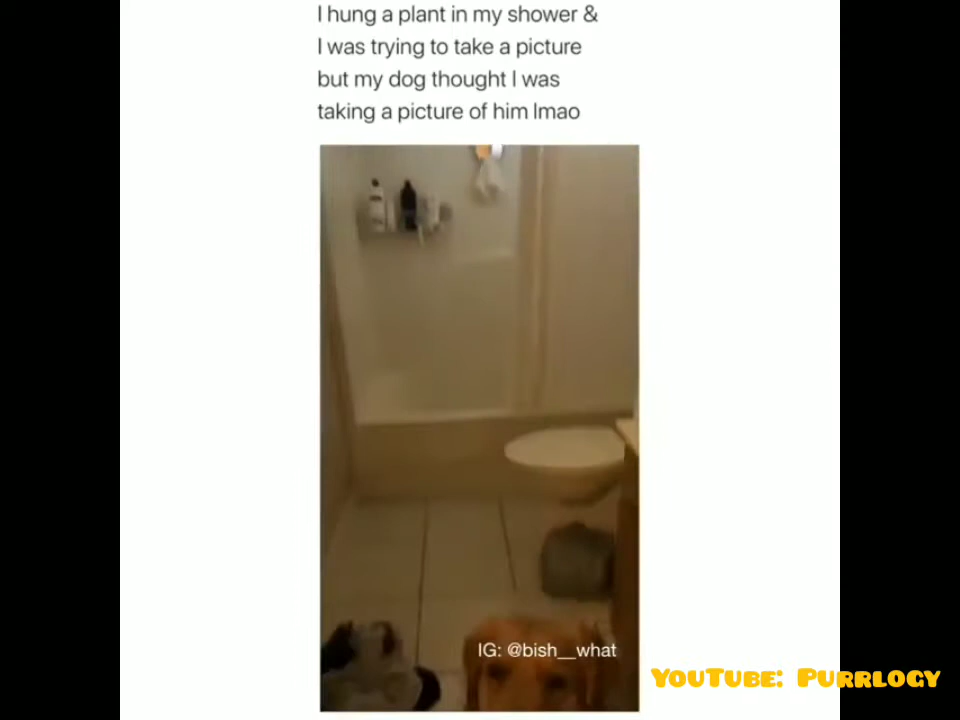 I hung a plant in my shower &
I was trying to take a picture
but my dog thought I was
taking a picture of him lmao
IG: @bish__what
YouTube: Purrlogy